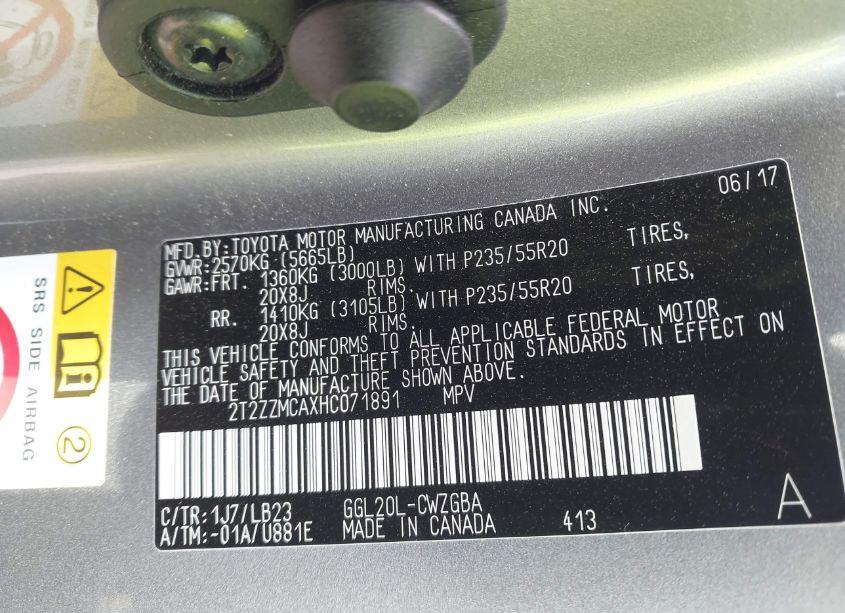 06/17
MFD.BY:TOYOTA MOTOR MANUFACTURING CANADA INC.
GVWR:2570KG (5665LB)
GAWR:FRT. 1360KG (3000LB) WITH P235/55R20 TIRES,
20X8J RIMS.
RR. 1410KG (3105LB) WITH P235/55R20 TIRES,
20X8J RIMS.
THIS VEHICLE CONFORMS TO ALL APPLICABLE FEDERAL MOTOR
VEHICLE SAFETY AND THEFT PREVENTION STANDARDS IN EFFECT ON
THE DATE OF MANUFACTURE SHOWN ABOVE.
2T2ZZMCAXHC071891 MPV
C/TR:1J7/LB23 GGL20L-CWZGBA
A/TM:-01A/U881E MADE IN CANADA 413
A
SRS SIDE AIRBAG
2